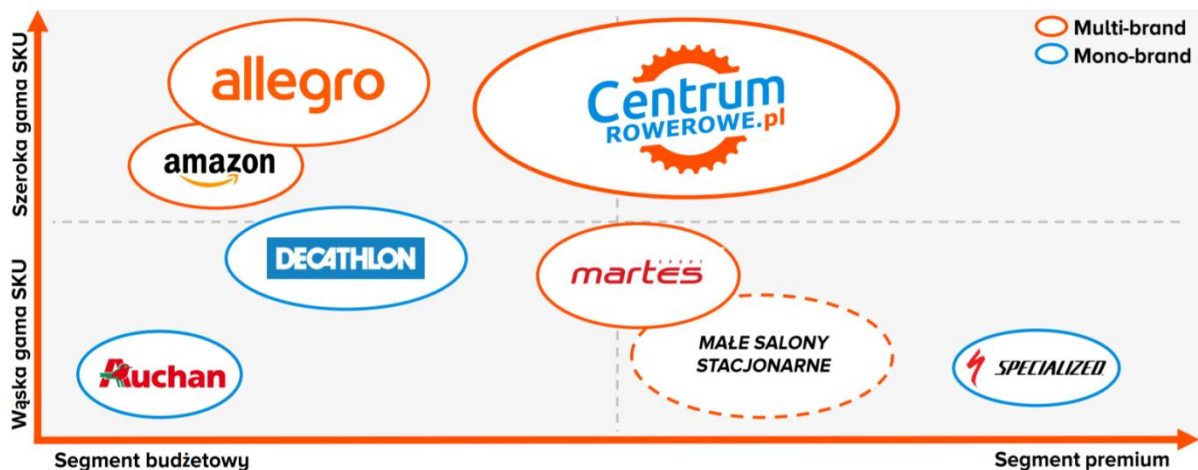 Szeroka gama SKU
Wąska gama SKU
Multi-brand
Mono-brand
allegro
Centrum
ROWEROWE.pl
amazon
DECATHLON
SPORT
martes
Auchan
MAŁE SALONY
STACJONARNE
SPECIALIZED
Segment budżetowy
Segment premium